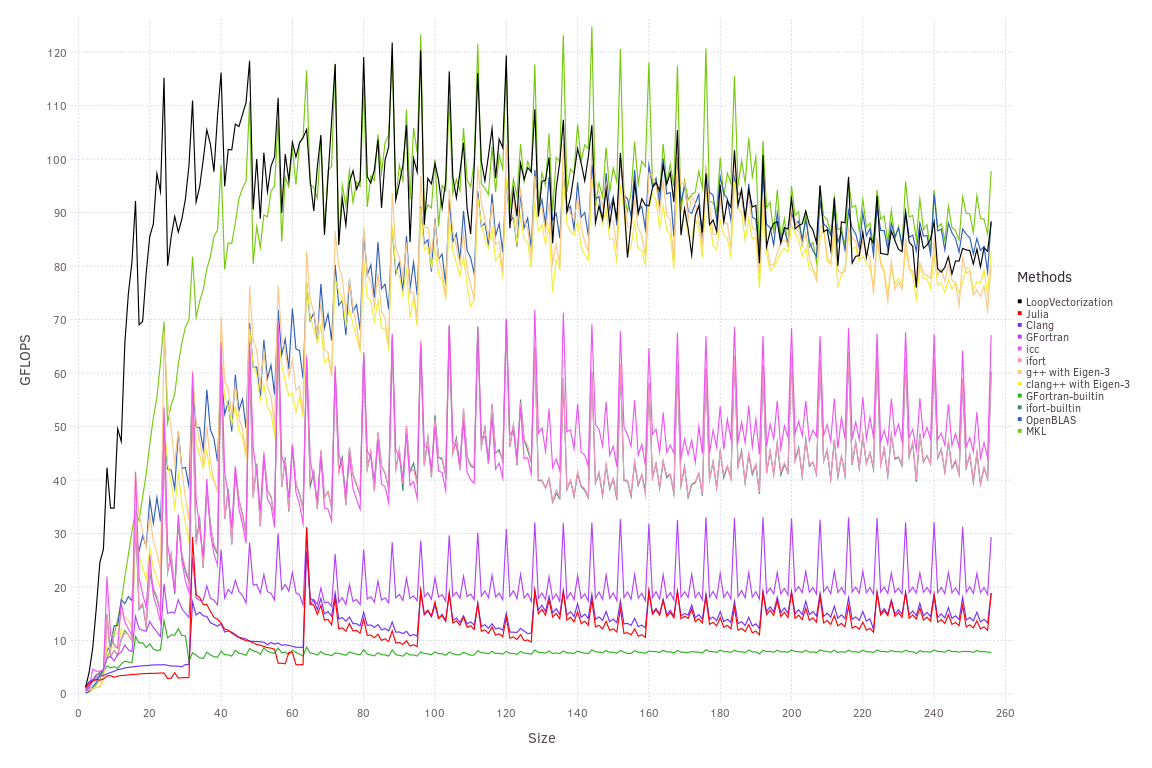 GFLOPS
120
110
100
90
80
70
60
50
40
30
20
10
0
0 20 40 60 80 100 120 140 160 180 200 220 240 260
Size
Methods
LoopVectorization
Julia
Clang
GFortran
icc
ifort
g++ with Eigen-3
clang++ with Eigen-3
GFortran-builtin
ifort-builtin
OpenBLAS
MKL